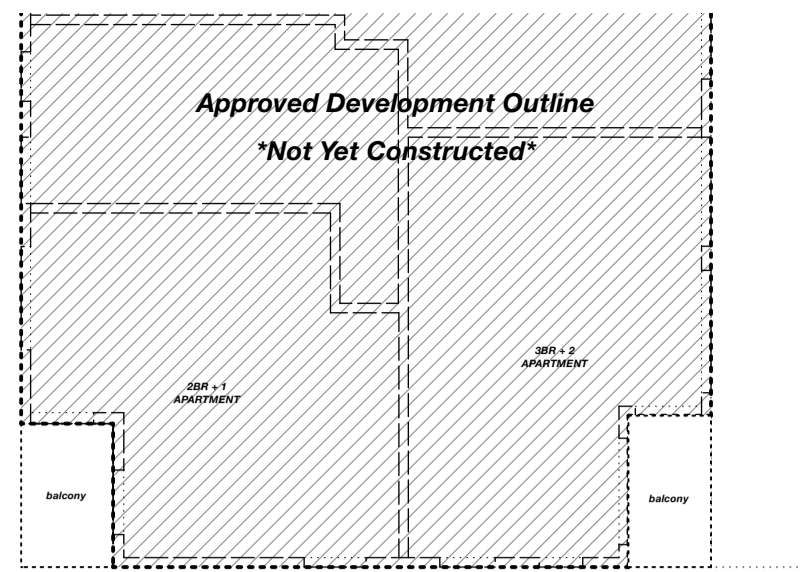 Approved Development Outline
*Not Yet Constructed*
3BR + 2
APARTMENT
2BR + 1
APARTMENT
balcony
balcony